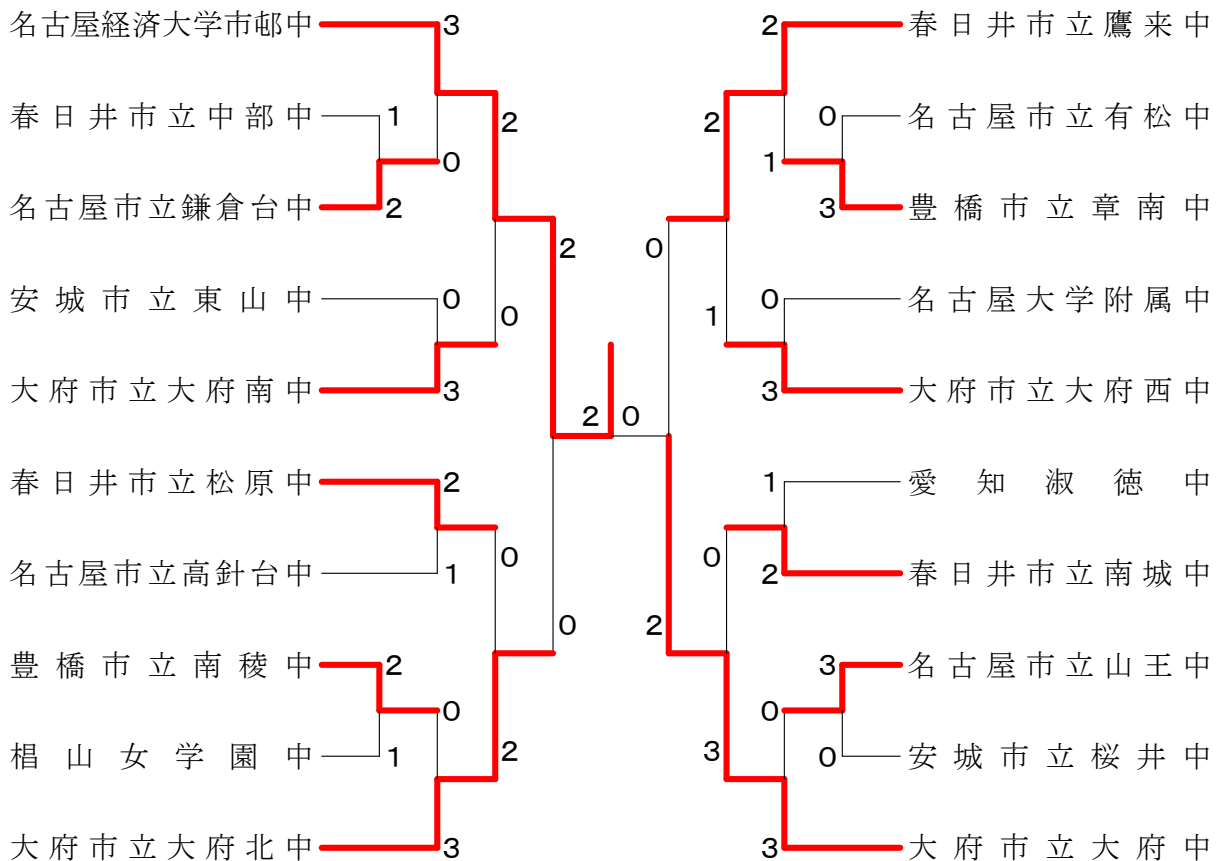 名古屋経済大学市邨中 3 2 春日井市立鷹来中
春日井市立中部中 1 2 2 0 名古屋市立有松中
0 1
名古屋市立鎌倉台中 2 3 豊橋市立章南中
2 0
安城市立東山中 0 0 1 0 名古屋大学附属中
大府市立大府南中 3 3 大府市立大府西中
2 0
春日井市立松原中 2 1 愛知淑徳中
0 0
名古屋市立高針台中 1 2 春日井市立南城中
0 2
豊橋市立南稜中 2 3 名古屋市立山王中
0 0
椙山女学園中 1 2 3 0 安城市立桜井中
大府市立大府北中 3 3 大府市立大府中